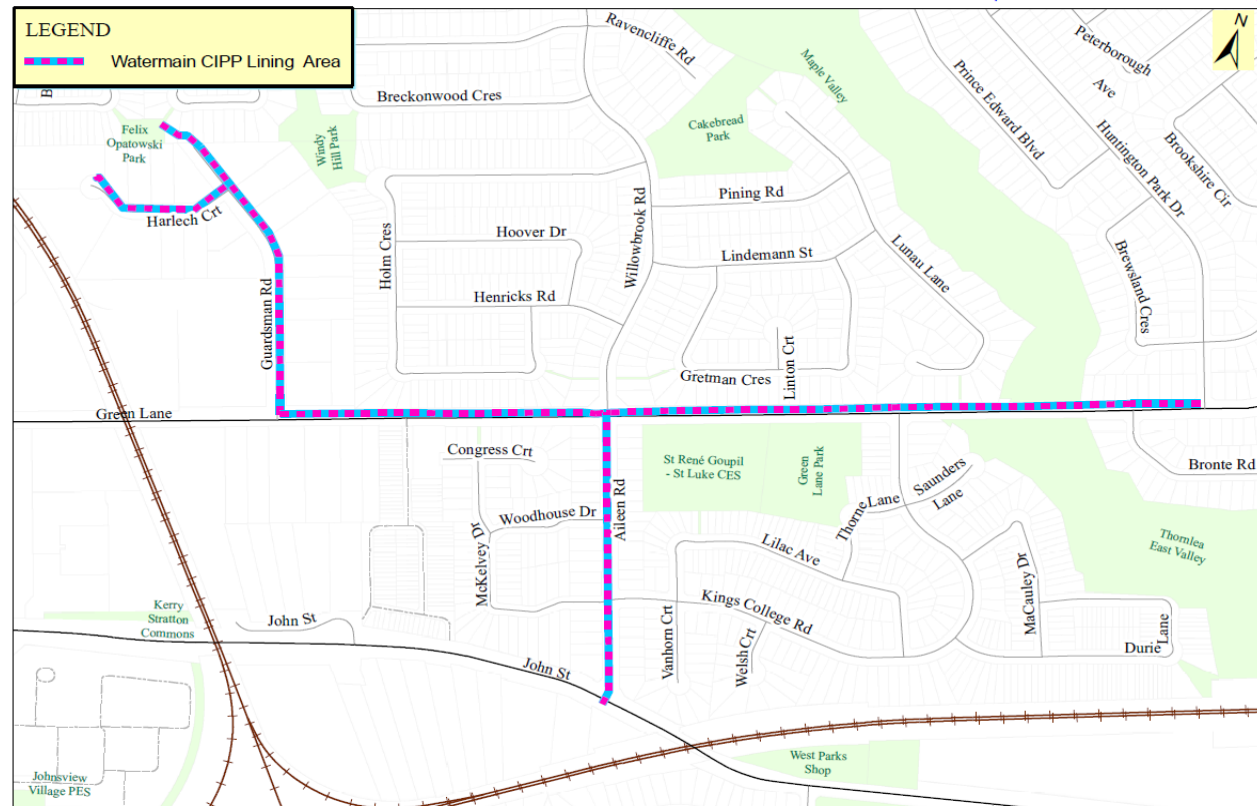 LEGEND
Watermain CIPP Lining Area
N
Ravencliffe Rd
Maple Valley
Peterborough
Ave
Prince Edward Blvd
B
Breckonwood Cres
Felix
Opatowski
Park
Windy
Hill Park
Cakebread
Park
Huntington Park Dr
Brookshire Cir
Harlech Crt
Pining Rd
Willowbrook Rd
Holm Cres
Hoover Dr
Lindemann St
Lunau Lane
Brewsland Cres
Henricks Rd
Guardsman Rd
Gretman Cres
Linton Crt
Green Lane
Congress Crt
St René Goupil
- St Luke CES
Green
Lane Park
Saunders
Lane
Bronte Rd
Aileen Rd
Woodhouse Dr
Thorne Lane
McKelvey Dr
Lilac Ave
Thornlea
East Valley
MacCauley Dr
Kerry
Stratton
Commons
John St
Kings College Rd
Vanhorn Crt
Welsh Crt
Durie
Lane
John St
West Parks
Shop
Johnsview
Village PES